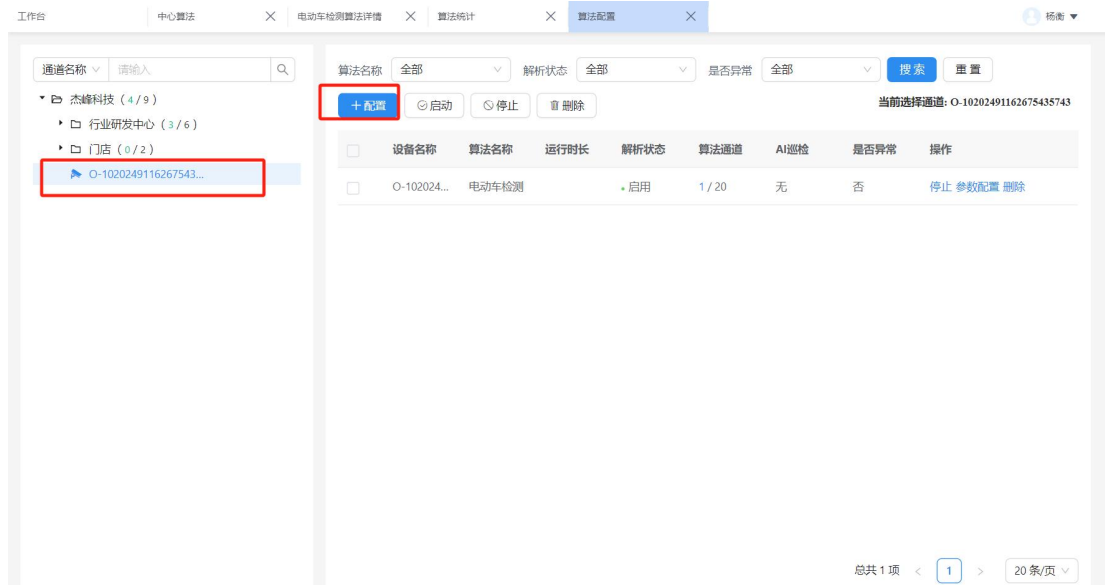 工作台 中心算法 电动车检测算法详情 算法统计 算法配置 杨衡
通道名称 请输入
杰峰科技（4/9）
行业研发中心（3/6）
门店（0/2）
O-1020249116267543...
算法名称 全部 解析状态 全部 是否异常 全部 搜索 重置
+配置 启动 停止 删除 当前选择通道: O-10202491162675435743
设备名称 算法名称 运行时长 解析状态 算法通道 AI巡检 是否异常 操作
O-102024... 电动车检测 启用 1/20 无 否 停止 参数配置 删除
总共1项 < 1 > 20条/页